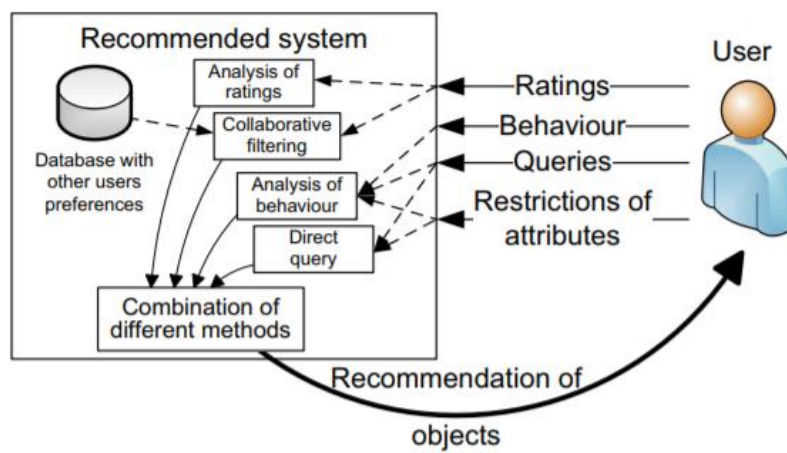 Recommended system
User
Analysis of
ratings
Ratings
Collaborative
filtering
Behaviour
Database with
other users
preferences
Queries
Analysis of
behaviour
Restrictions of
attributes
Direct
query
Combination of
different methods
Recommendation of
objects